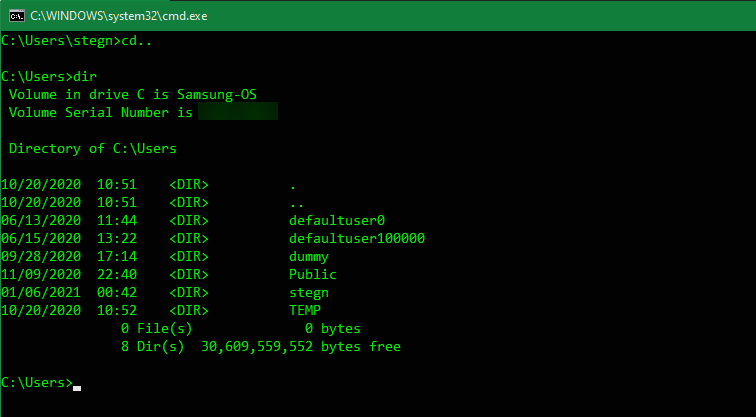 C:\WINDOWS\system32\cmd.exe
C:\Users\stegn>cd..
C:\Users>dir
Volume in drive C is Samsung-OS
Volume Serial Number is
Directory of C:\Users
10/20/2020  10:51    <DIR>          .
10/20/2020  10:51    <DIR>          ..
06/13/2020  11:44    <DIR>          defaultuser0
06/15/2020  13:22    <DIR>          defaultuser100000
09/28/2020  17:14    <DIR>          dummy
11/09/2020  22:40    <DIR>          Public
01/06/2021  00:42    <DIR>          stegn
10/20/2020  10:52    <DIR>          TEMP
0 File(s)              0 bytes
8 Dir(s)  30,609,559,552 bytes free
C:\Users>